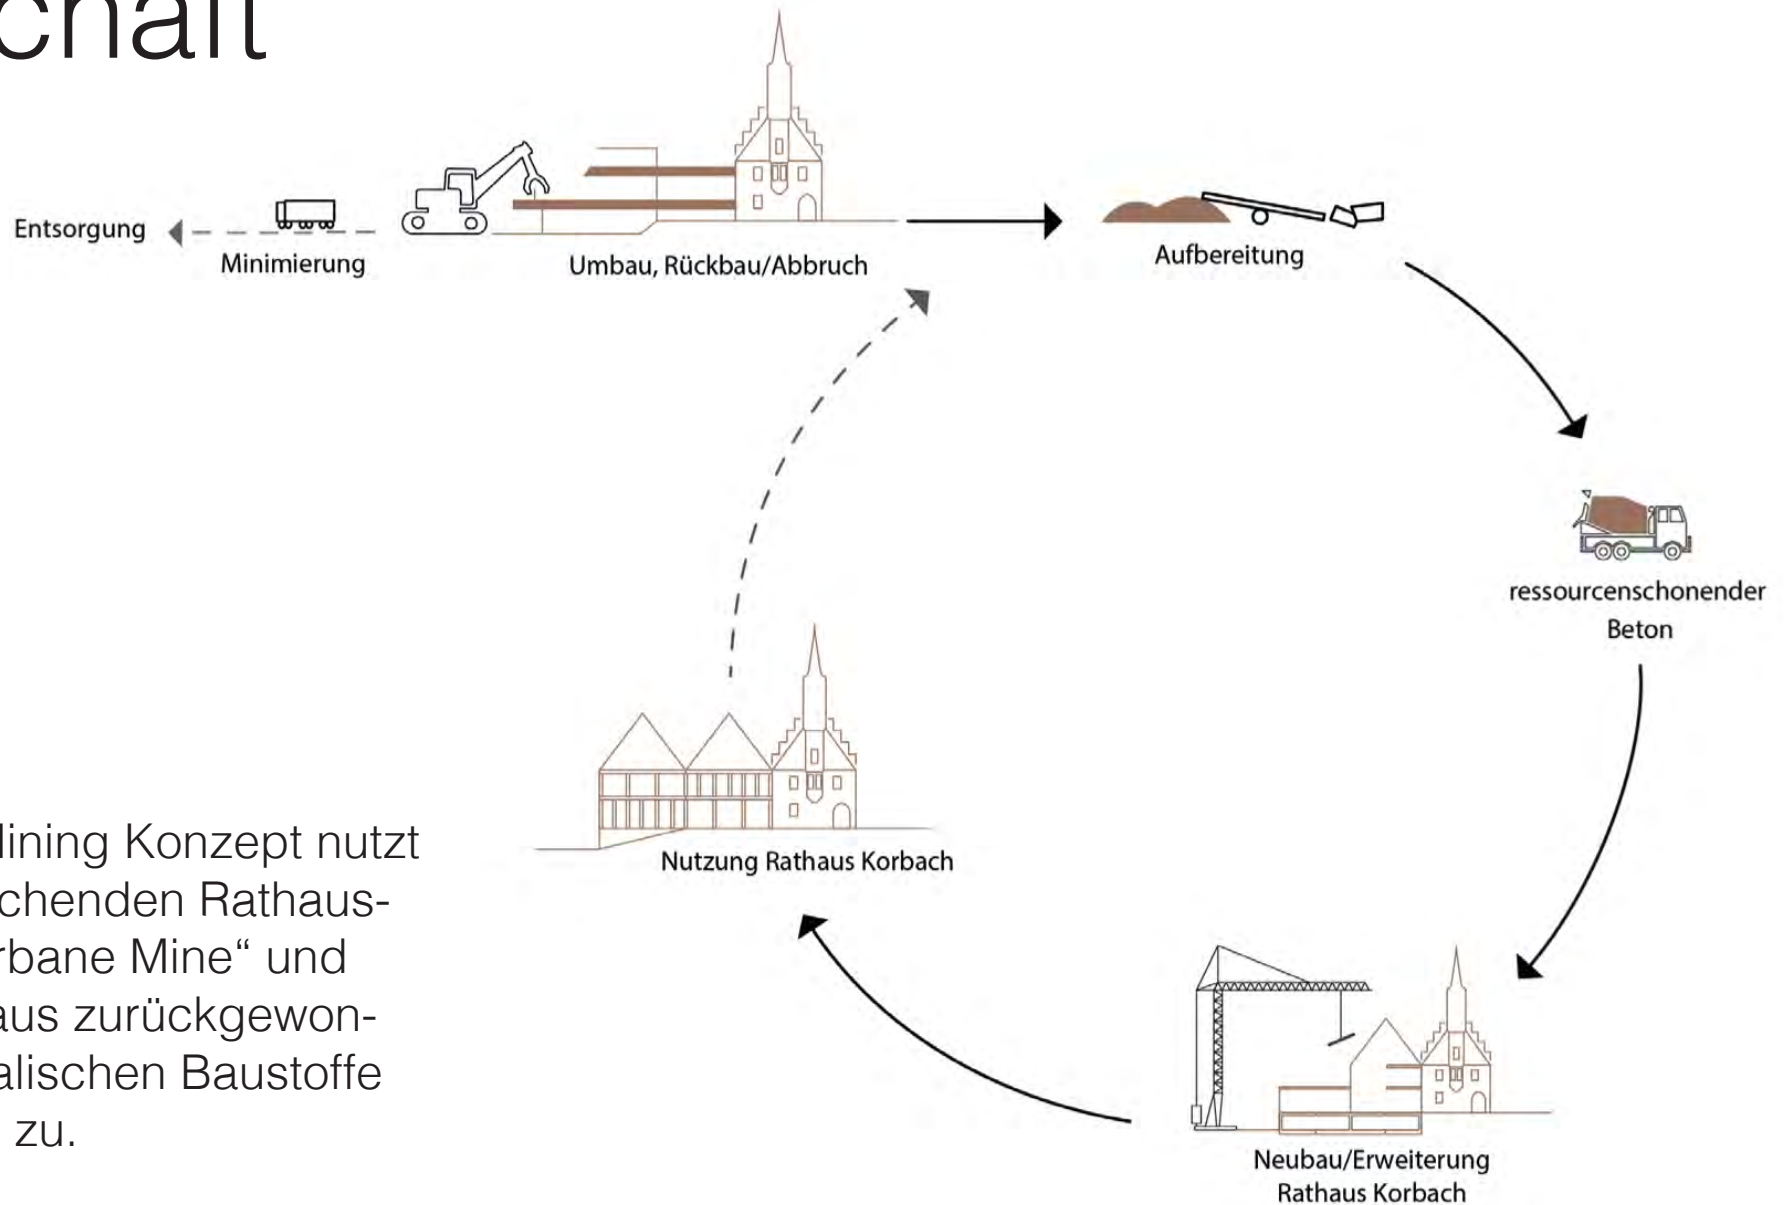 chaft
Entsorgung
Minimierung
Umbau, Rückbau/Abbruch
Aufbereitung
ressourcenschonender
Beton
Nutzung Rathaus Korbach
lining Konzept nutzt
chenden Rathaus-
rbane Mine“ und
aus zurückgewon-
alischen Baustoffe
zu.
Neubau/Erweiterung
Rathaus Korbach